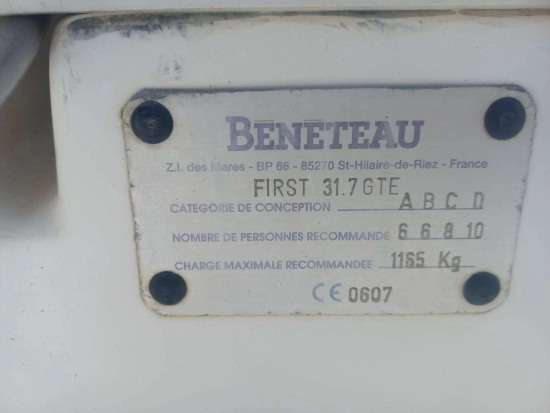 BENETEAU
Z.I. des Mares - BP 66 - 85270 St-Hilaire-de-Riez - France
FIRST 31.7 GTE
CATEGORIE DE CONCEPTION A B C D
NOMBRE DE PERSONNES RECOMMANDE 6 6 8 10
CHARGE MAXIMALE RECOMMANDEE 1165 Kg
CE 0607